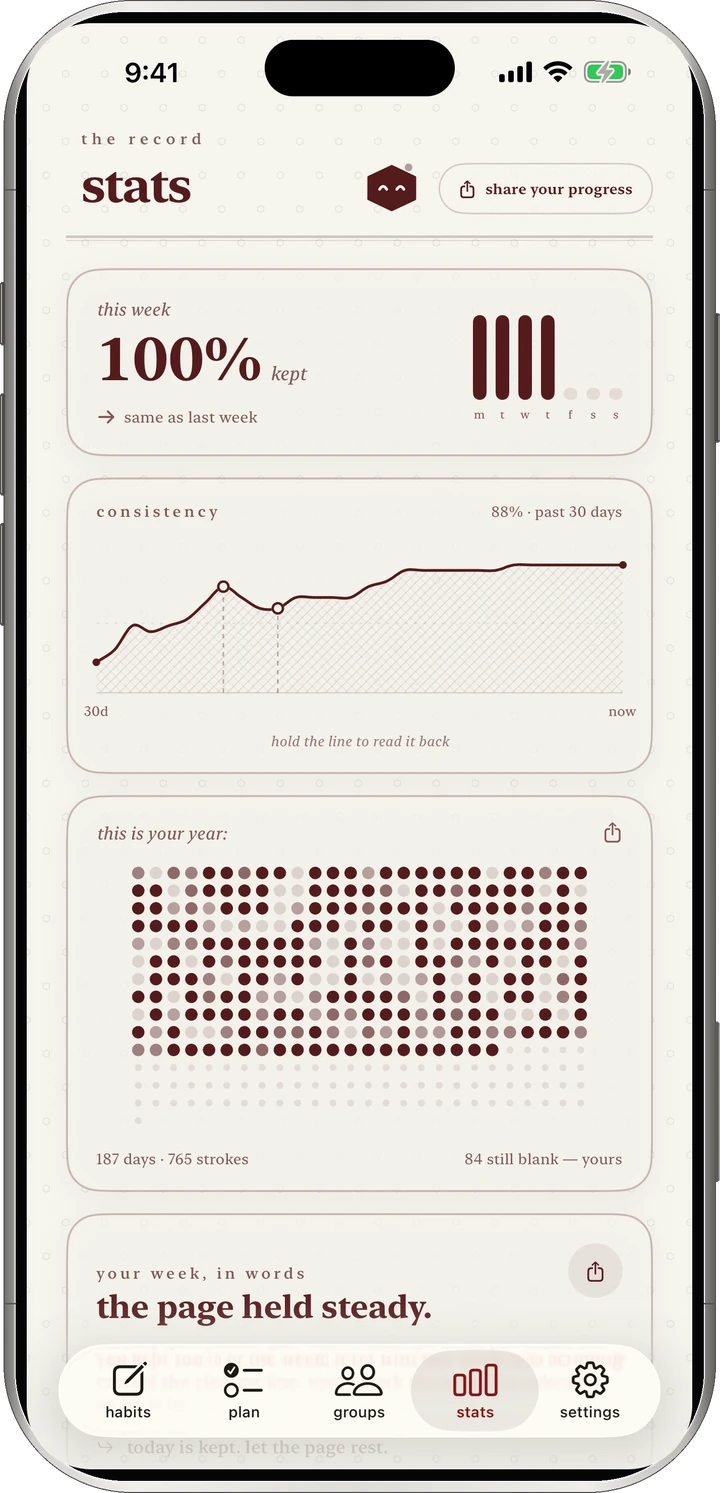 9:41
the record
stats
share your progress
this week
100% kept
→ same as last week
m t w t f s s
consistency
88% · past 30 days
30d
now
hold the line to read it back
this is your year:
187 days · 765 strokes
84 still blank — yours
your week, in words
the page held steady.
habits
plan
groups
stats
settings
today is kept. let the page rest.